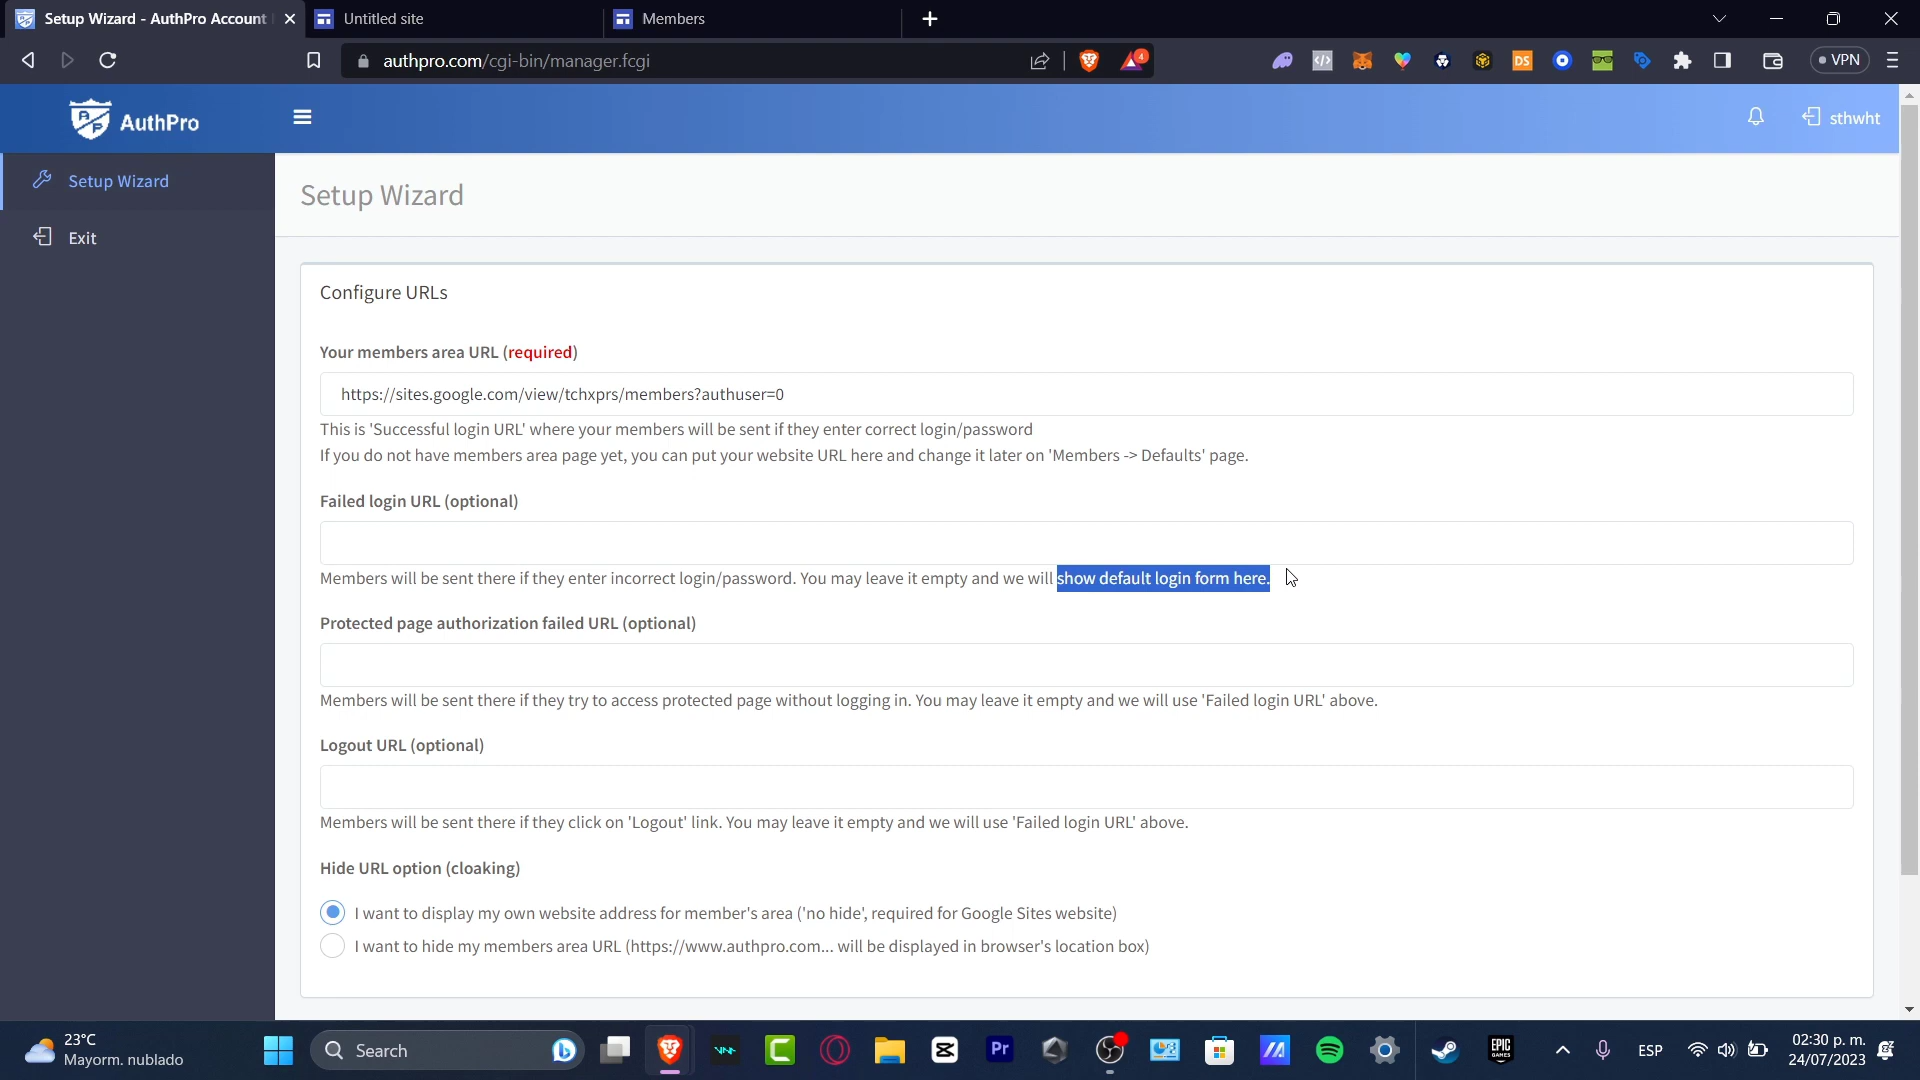 Setup Wizard - AuthPro Account
Untitled site
Members
authpro.com/cgi-bin/manager.fcgi
4
DS
VPN
AP AuthPro
sthwht
Setup Wizard
Exit
Setup Wizard
Configure URLs
Your members area URL (required)
https://sites.google.com/view/tchxprs/members?authuser=0
This is 'Successful login URL' where your members will be sent if they enter correct login/password
If you do not have members area page yet, you can put your website URL here and change it later on 'Members -> Defaults' page.
Failed login URL (optional)
Members will be sent there if they enter incorrect login/password. You may leave it empty and we will show default login form here.
Protected page authorization failed URL (optional)
Members will be sent there if they try to access protected page without logging in. You may leave it empty and we will use 'Failed login URL' above.
Logout URL (optional)
Members will be sent there if they click on 'Logout' link. You may leave it empty and we will use 'Failed login URL' above.
Hide URL option (cloaking)
I want to display my own website address for member's area ('no hide', required for Google Sites website)
I want to hide my members area URL (https://www.authpro.com... will be displayed in browser's location box)
23°C
Mayorm. nublado
Search
Pr
EPIC GAMES
ESP
02:30 p. m.
24/07/2023